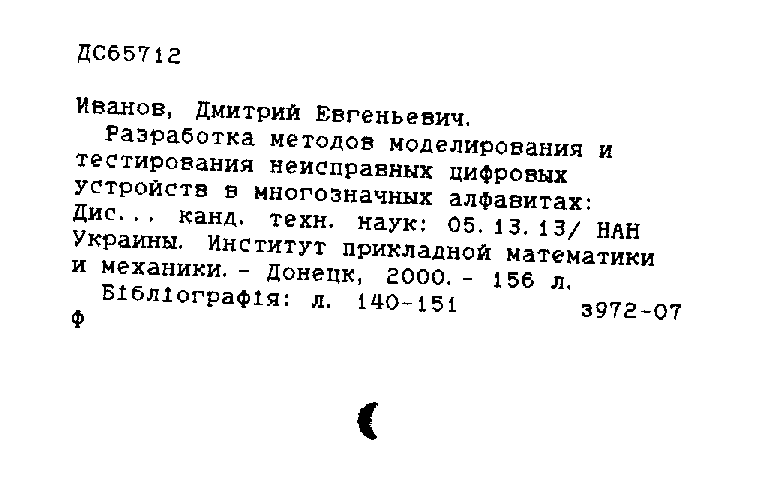 ДС65712
Иванов, Дмитрий Евгеньевич.
Разработка методов моделирования и
тестирования неисправных цифровых
устройств в многозначных алфавитах:
Дис... канд. техн. наук: 05.13.13/ НАН
Украины. Институт прикладной математики
и механики. - Донецк, 2000. - 156 л.
Бібліографія: л. 140-151 з972-07
Ф